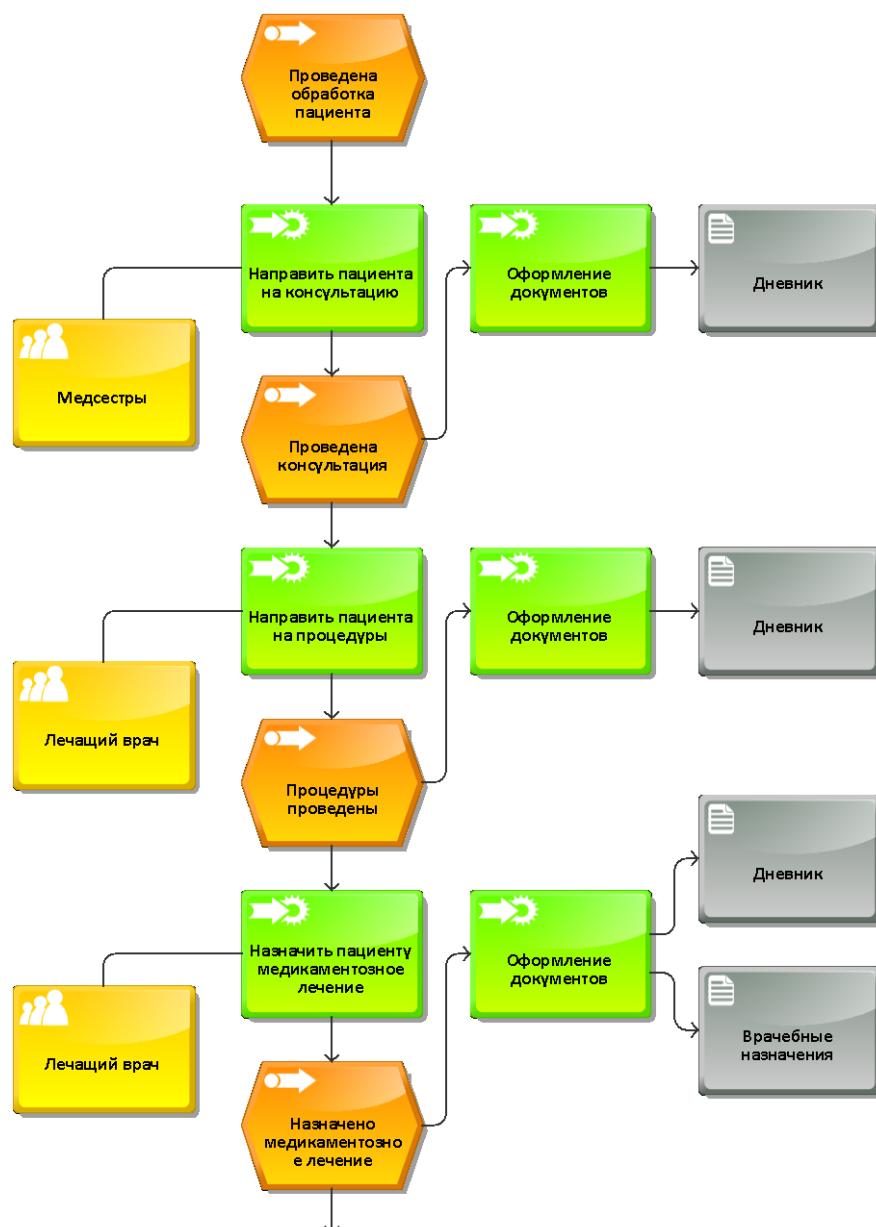 Проведена
обработка
пациента
Направить пациента
на консультацию
Оформление
документов
Дневник
Медсестры
Проведена
консультация
Направить пациента
на процедуры
Оформление
документов
Дневник
Лечащий врач
Процедуры
проведены
Дневник
Назначить пациенту
медикаментозное
лечение
Оформление
документов
Врачебные
назначения
Лечащий врач
Назначено
медикаментозно
е лечение